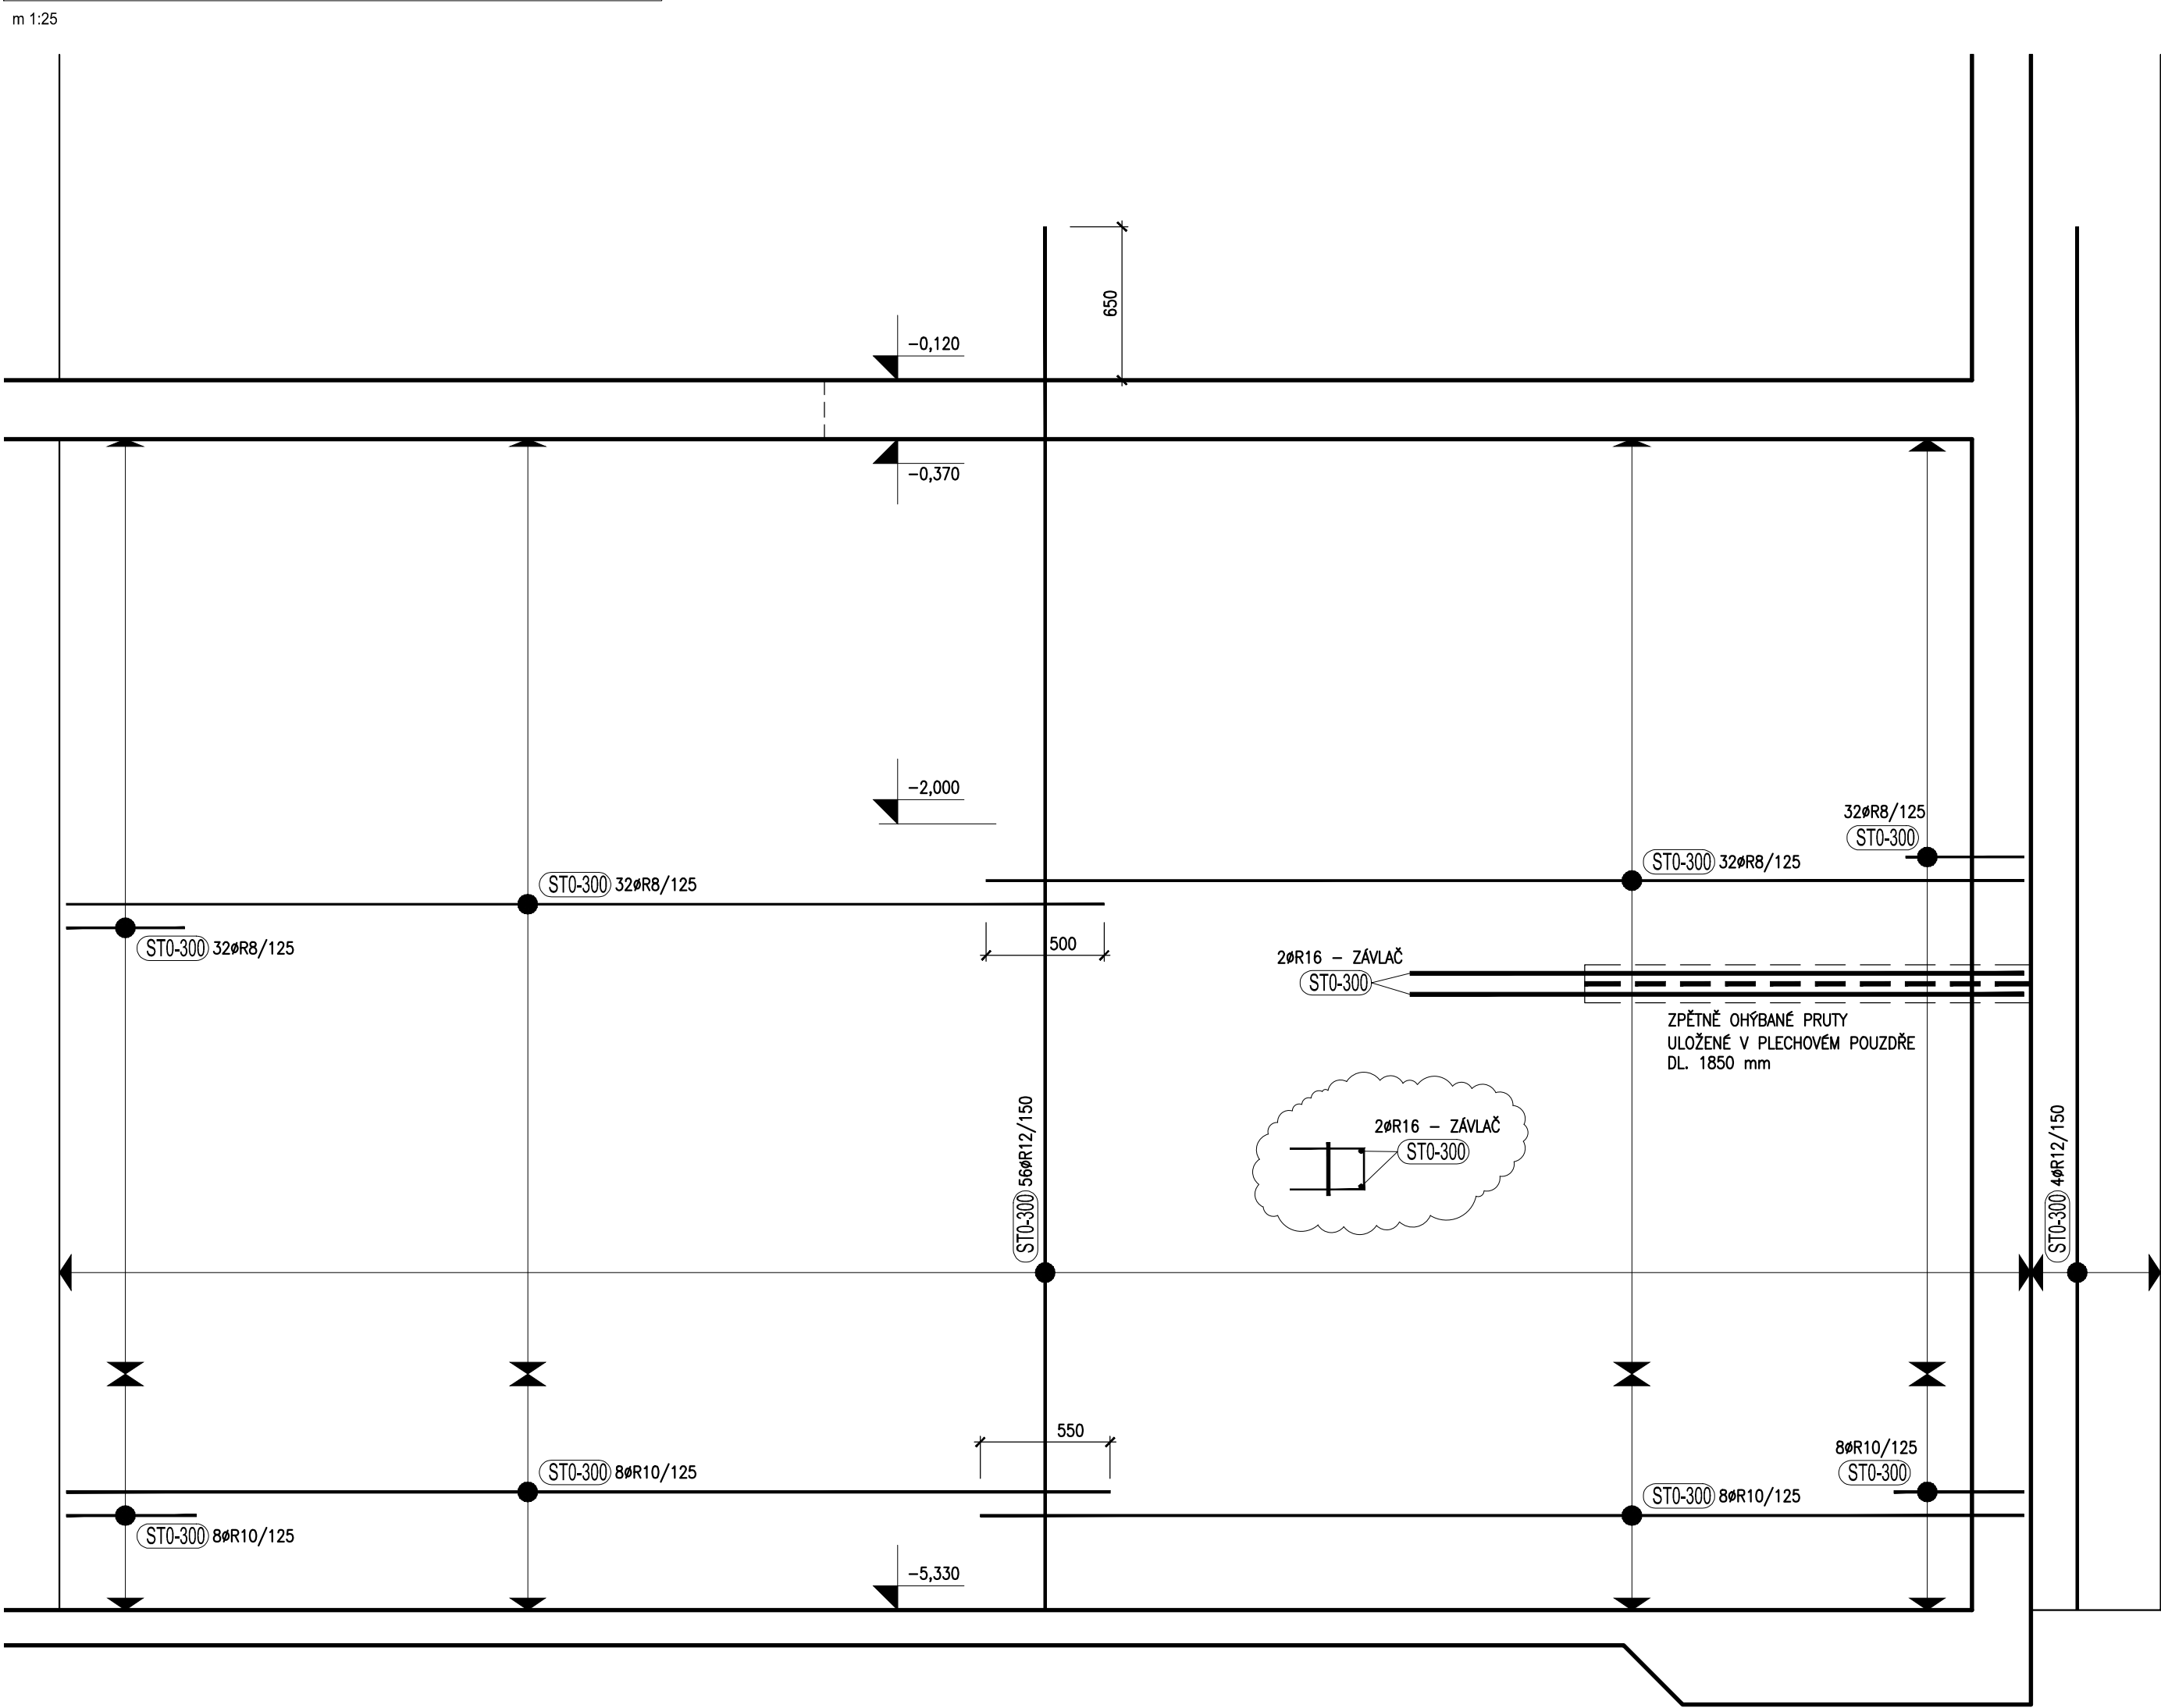 m 1:25
650
-0,120
-0,370
-2,000
32øR8/125
ST0-300
ST0-300 32øR8/125
ST0-300 32øR8/125
ST0-300 32øR8/125
500
2øR16 - ZÁVLAČ
ST0-300
ZPĚTNĚ OHÝBANÉ PRUTY
ULOŽENÉ V PLECHOVÉM POUZDŘE
DL. 1850 mm
2øR16 - ZÁVLAČ
ST0-300
ST0-300 56øR12/150
ST0-300 4øR12/150
550
8øR10/125
ST0-300
ST0-300 8øR10/125
ST0-300 8øR10/125
ST0-300 8øR10/125
-5,330